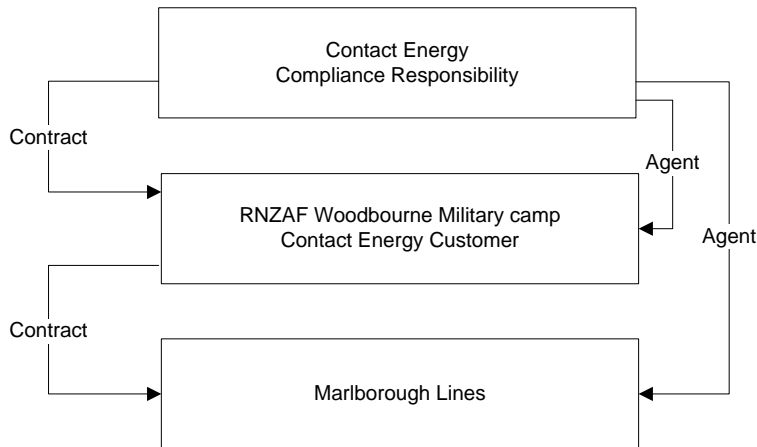 Contact Energy
Compliance Responsibility
Contract
Agent
RNZAF Woodbourne Military camp
Contact Energy Customer
Agent
Contract
Marlborough Lines